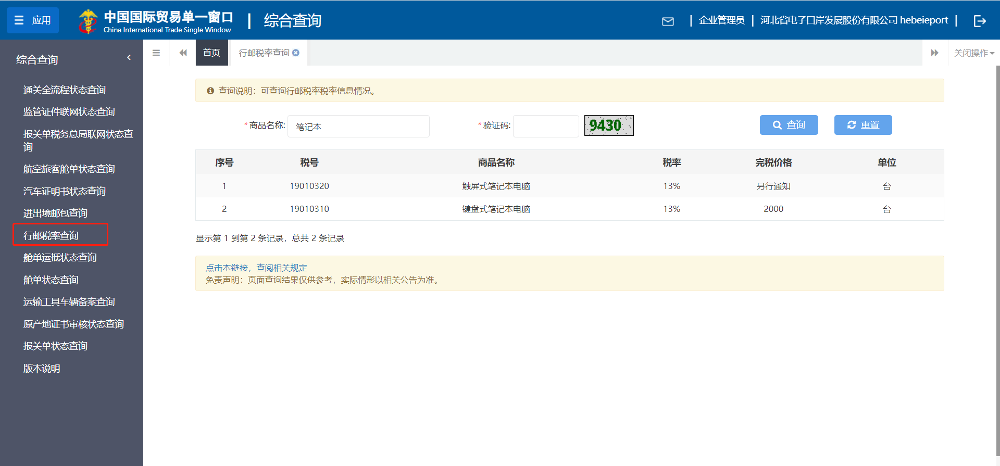 应用
中国国际贸易单一窗口
China International Trade Single Window
综合查询
企业管理员
河北省电子口岸发展股份有限公司 hebeieport
综合查询
通关全流程状态查询
监管证件联网状态查询
报关单税务总局联网状态查
询
航空旅客舱单状态查询
汽车证明书状态查询
进出境邮包查询
行邮税率查询
舱单运抵状态查询
舱单状态查询
运输工具车辆备案查询
原产地证书审核状态查询
报关单状态查询
版本说明
首页
行邮税率查询
关闭操作
查询说明：可查询行邮税率税率信息情况。
*商品名称: 笔记本
*验证码:
9430
查询
重置
序号 税号 商品名称 税率 完税价格 单位
1 19010320 触屏式笔记本电脑 13% 另行通知 台
2 19010310 键盘式笔记本电脑 13% 2000 台
显示第 1 到第 2 条记录，总共 2 条记录
点击本链接，查阅相关规定
免责声明：页面查询结果仅供参考，实际情形以相关公告为准。